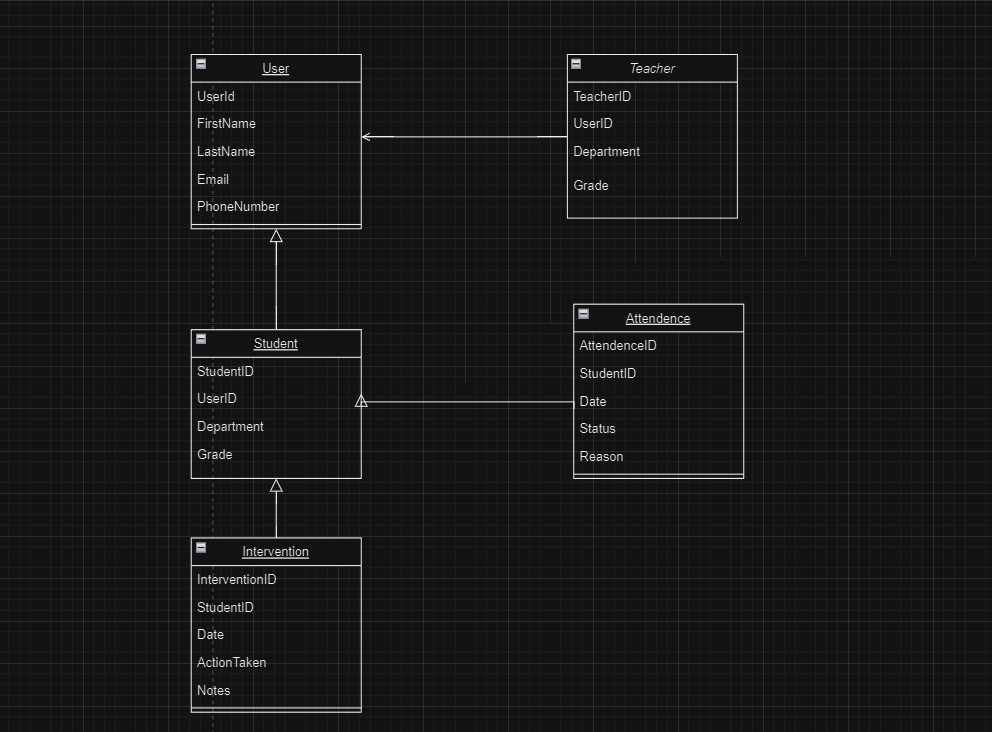 User
UserId
FirstName
LastName
Email
PhoneNumber
Teacher
TeacherID
UserID
Department
Grade
Student
StudentID
UserID
Department
Grade
Attendence
AttendenceID
StudentID
Date
Status
Reason
Intervention
InterventionID
StudentID
Date
ActionTaken
Notes